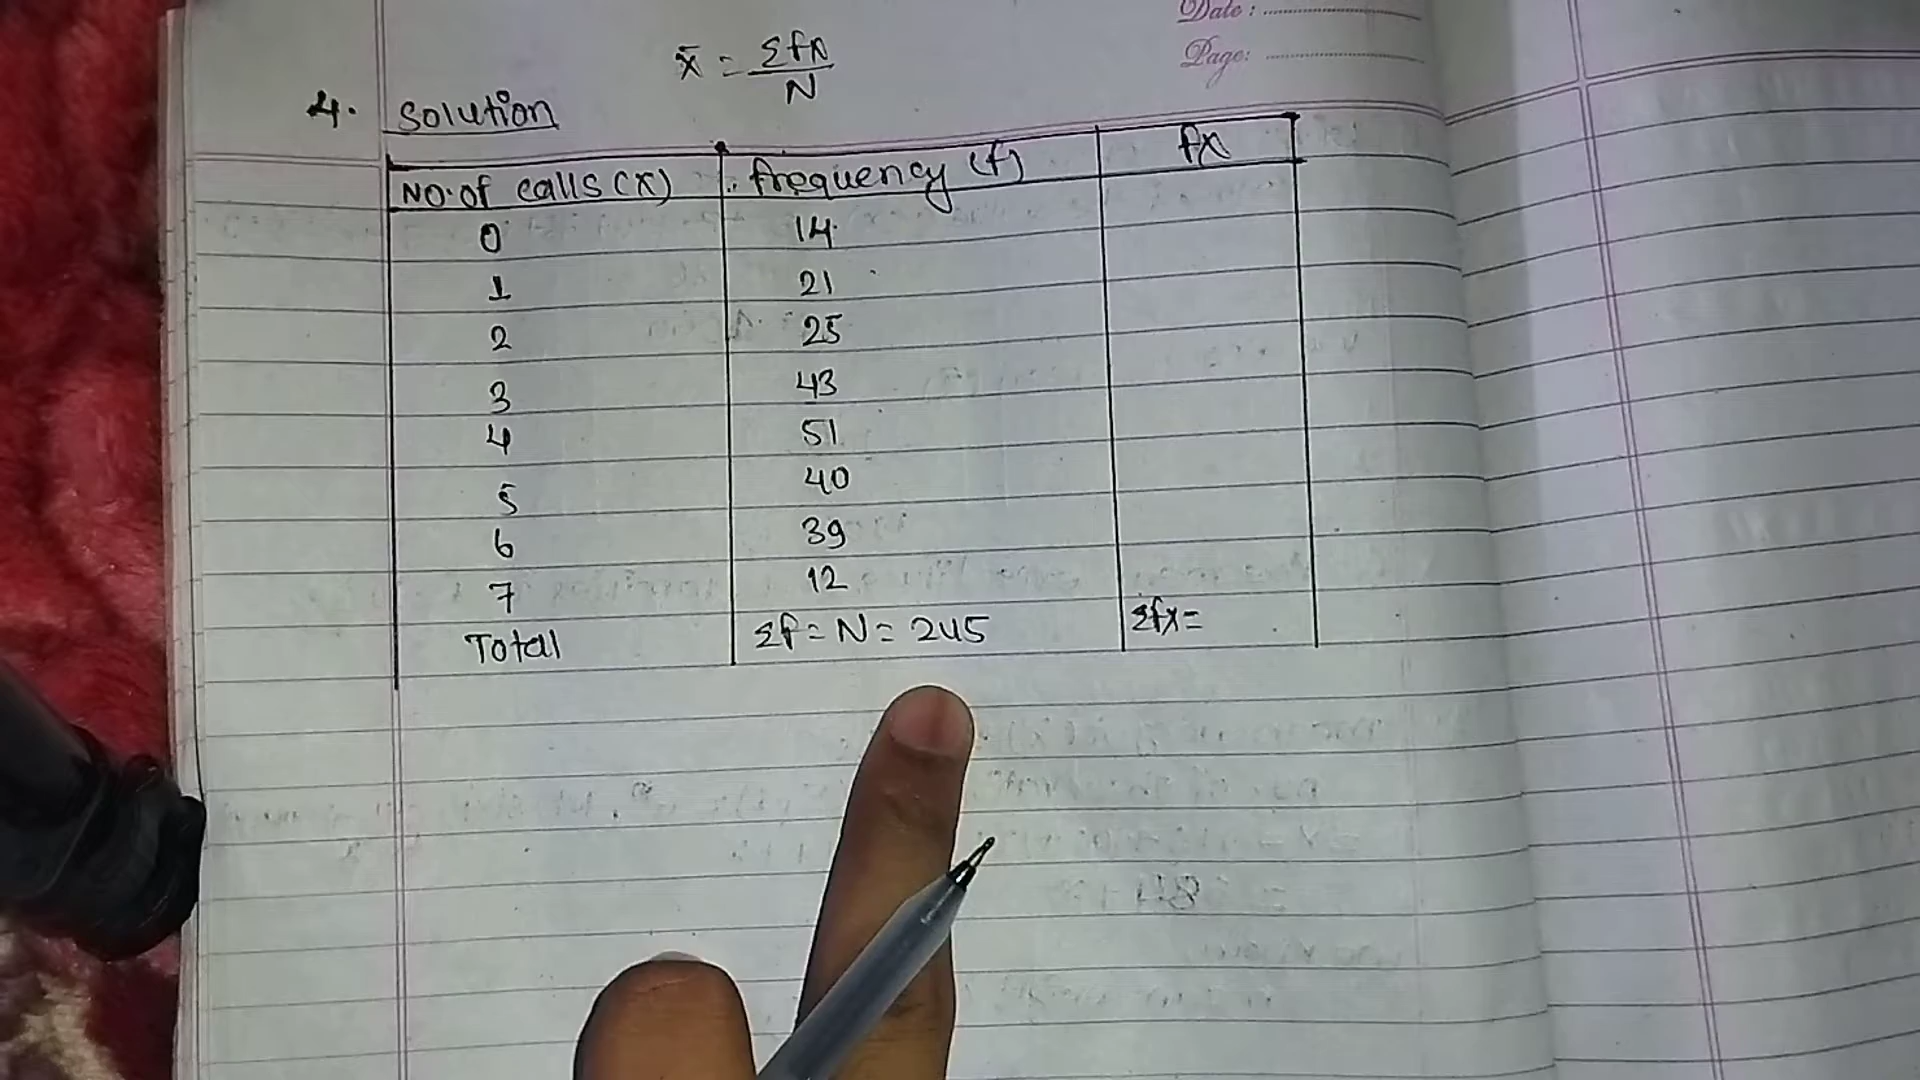 Date :
Page:
x̄ = Σfx/N
4. Solution
No. of calls (x) frequency (f) fx
0 14
1 21
2 25
3 43
4 51
5 40
6 39
7 12
Total Σf = N = 245 Σfx =